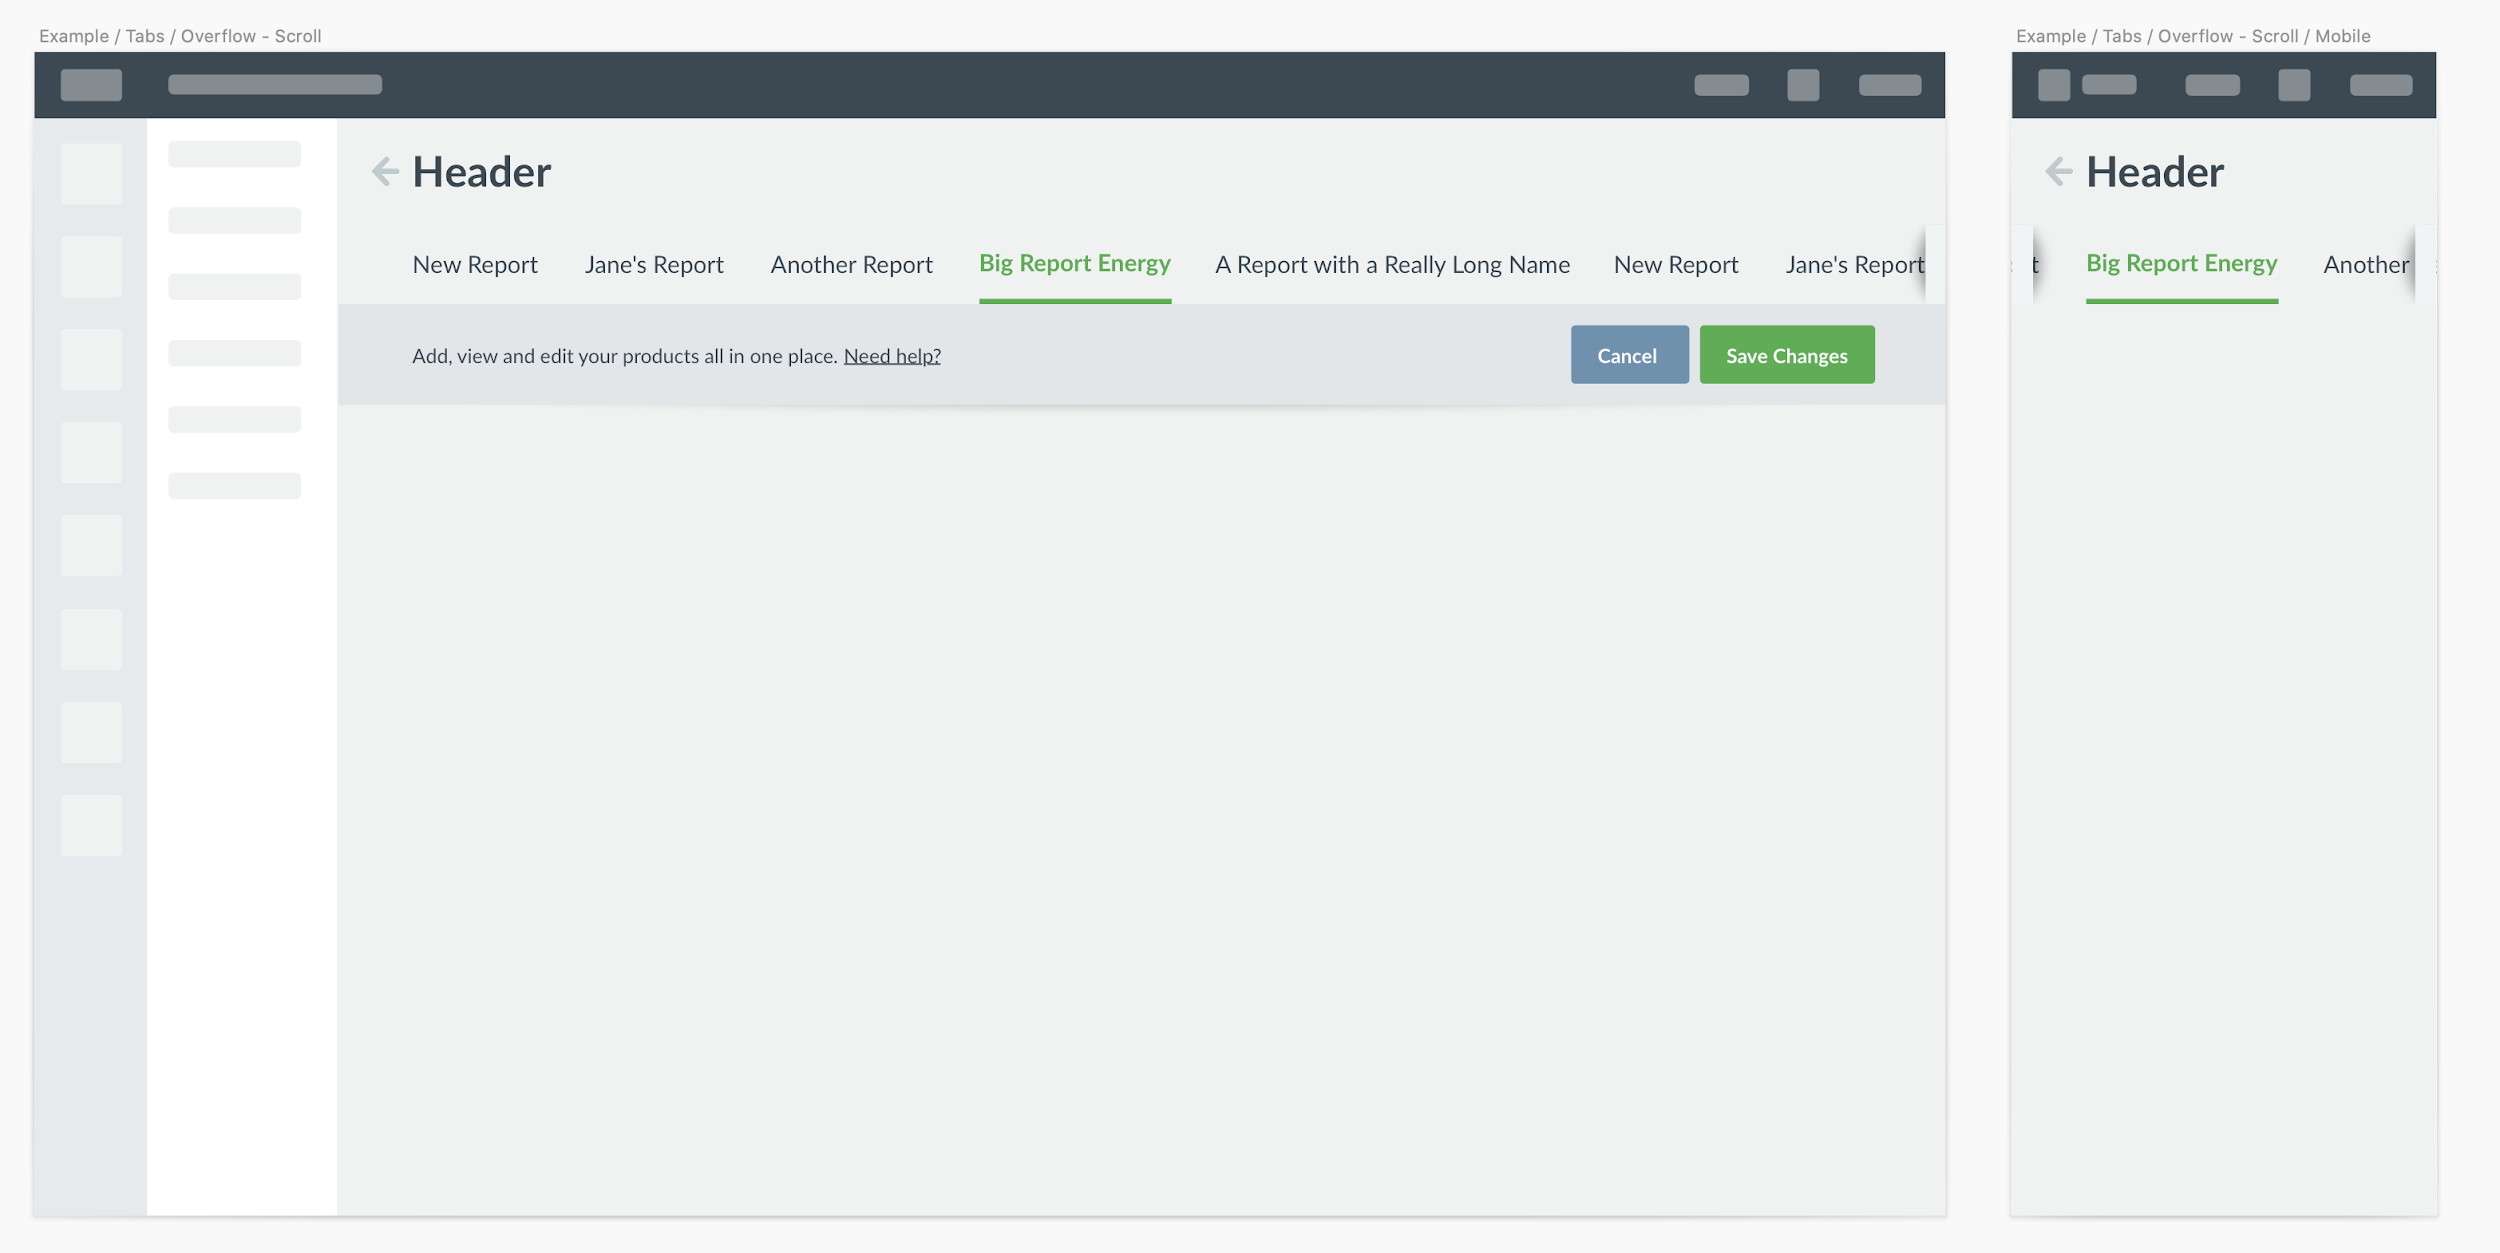 Example / Tabs / Overflow - Scroll
Header
New Report Jane's Report Another Report Big Report Energy A Report with a Really Long Name New Report Jane's Report
Add, view and edit your products all in one place. Need help? Cancel Save Changes
Example / Tabs / Overflow - Scroll / Mobile
Header
t Big Report Energy Another